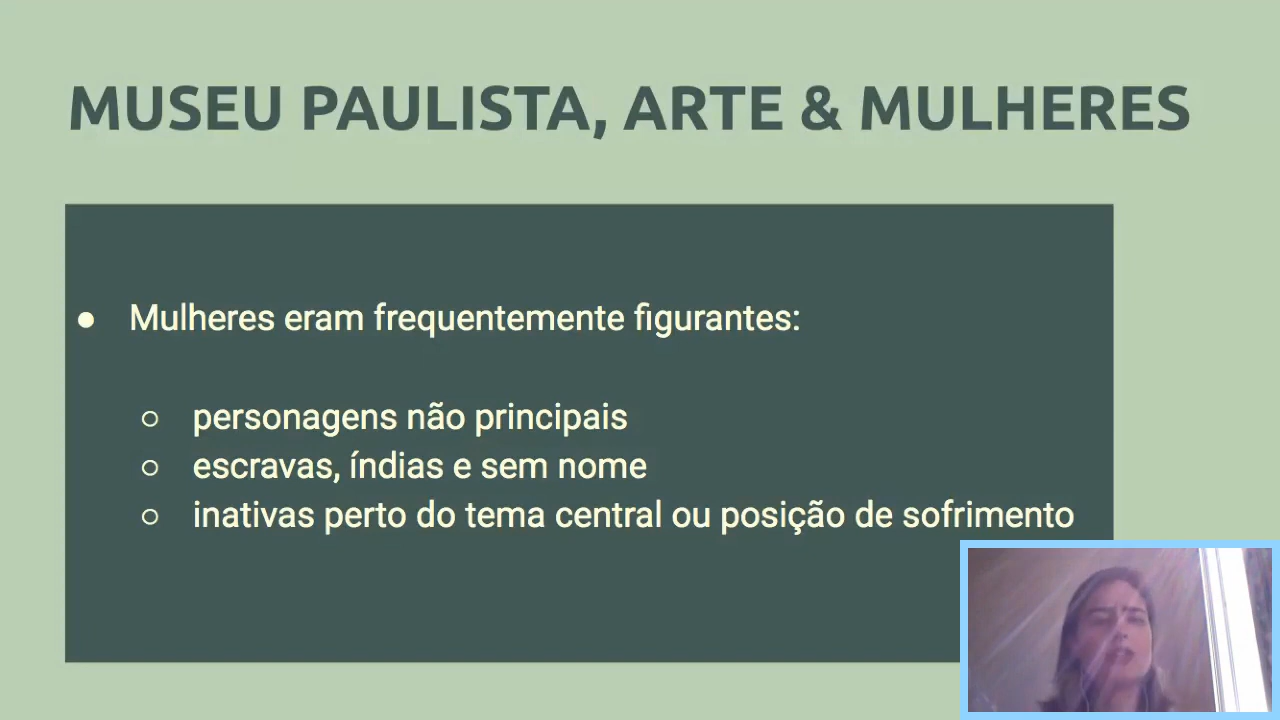 MUSEU PAULISTA, ARTE & MULHERES
● Mulheres eram frequentemente figurantes:
○ personagens não principais
○ escravas, índias e sem nome
○ inativas perto do tema central ou posição de sofrimento